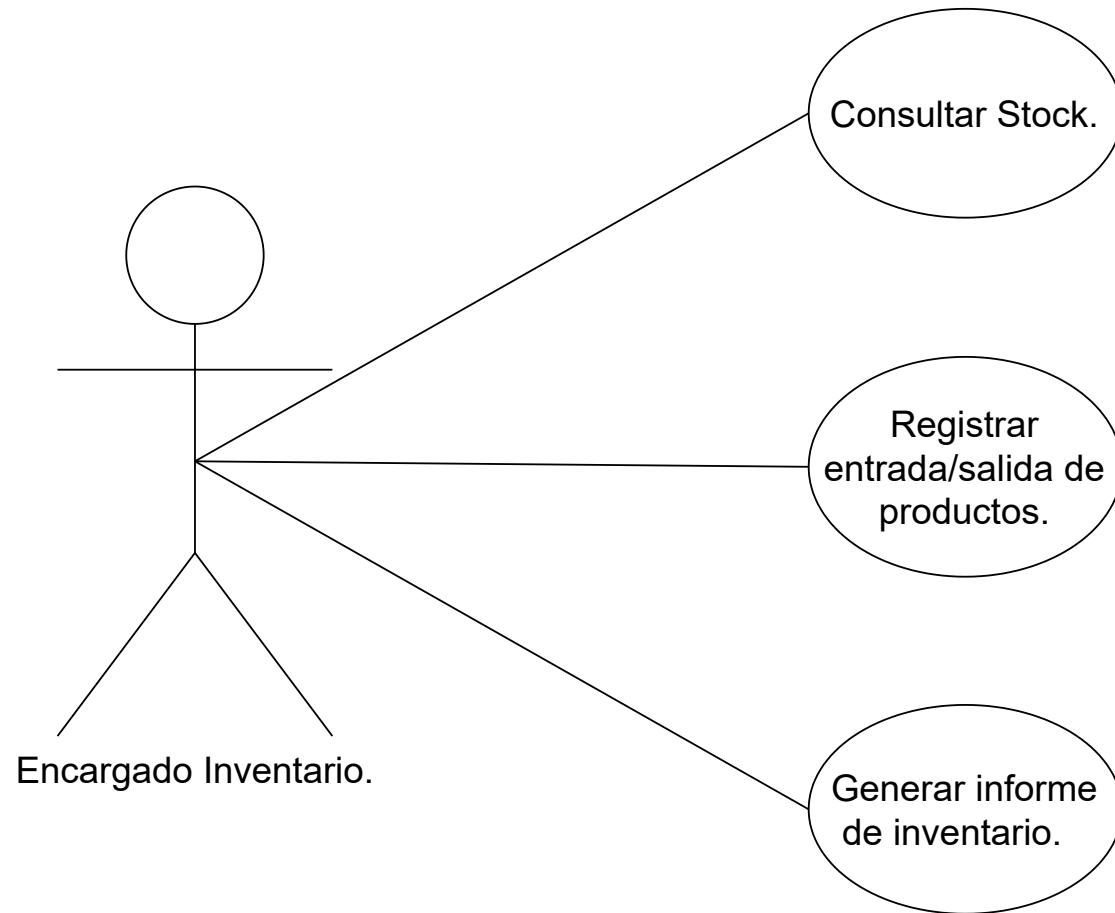 Consultar Stock.
Registrar
entrada/salida de
productos.
Encargado Inventario.
Generar informe
de inventario.